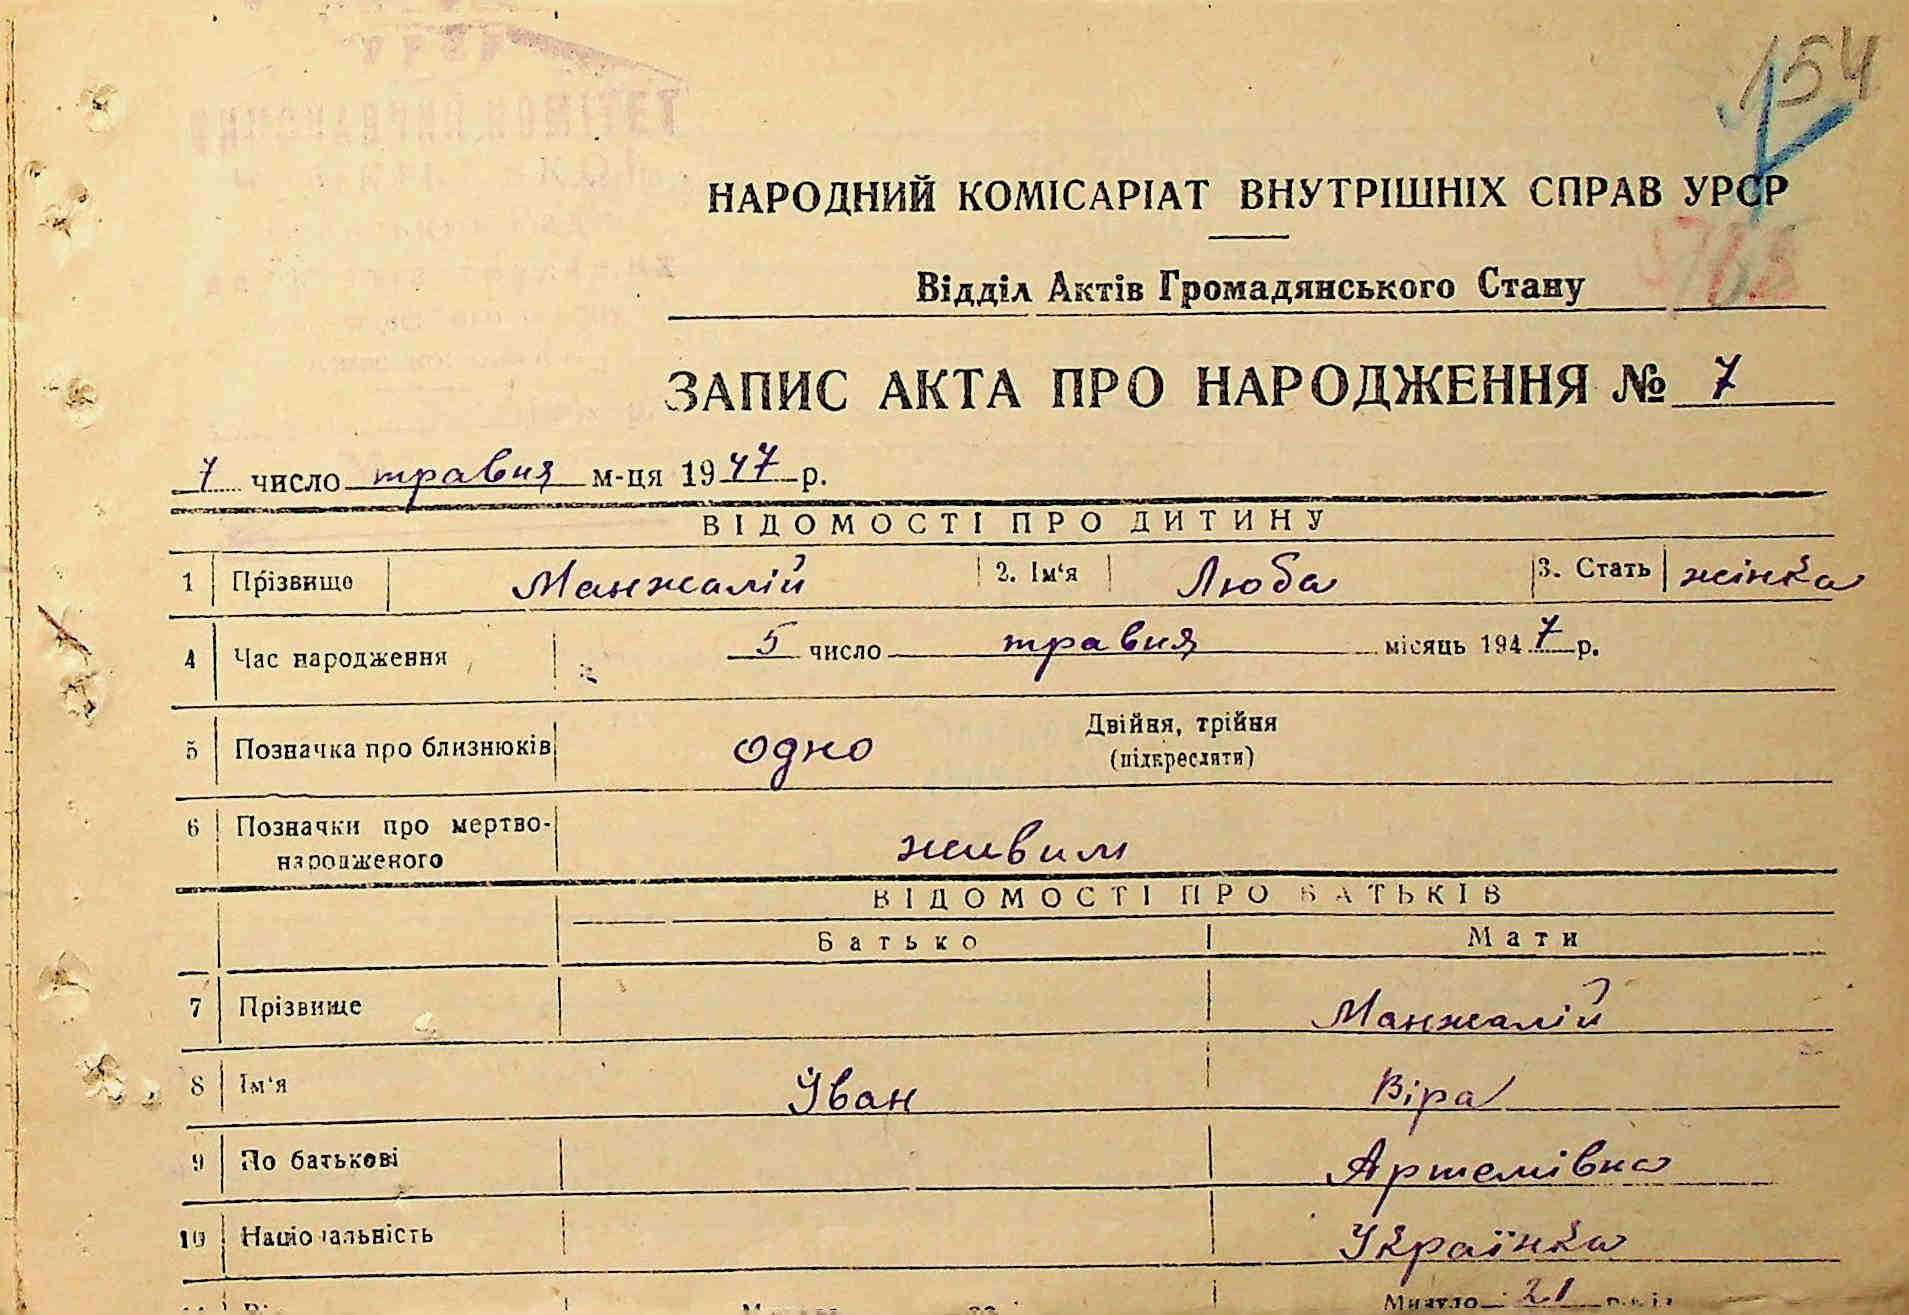 154
НАРОДНИЙ КОМІСАРІАТ ВНУТРІШНІХ СПРАВ УРСР
Відділ Актів Громадянського Стану
ЗАПИС АКТА ПРО НАРОДЖЕННЯ № 7
7 число травня м-ця 1947 р.
ВІДОМОСТІ ПРО ДИТИНУ
1 Прізвище Манжалій 2. Ім'я Люба 3. Стать жінка
4 Час народження 5 число травня місяць 1947 р.
5 Позначка про близнюків одно Двійня, трійня
(підкреслити)
6 Позначки про мертво-
народженого живим
ВІДОМОСТІ ПРО БАТЬКІВ
Батько Мати
7 Прізвище Манжалій
8 Ім'я Іван Віра
9 По батькові Артемівна
10 Національність Українка
Минуло 21 років